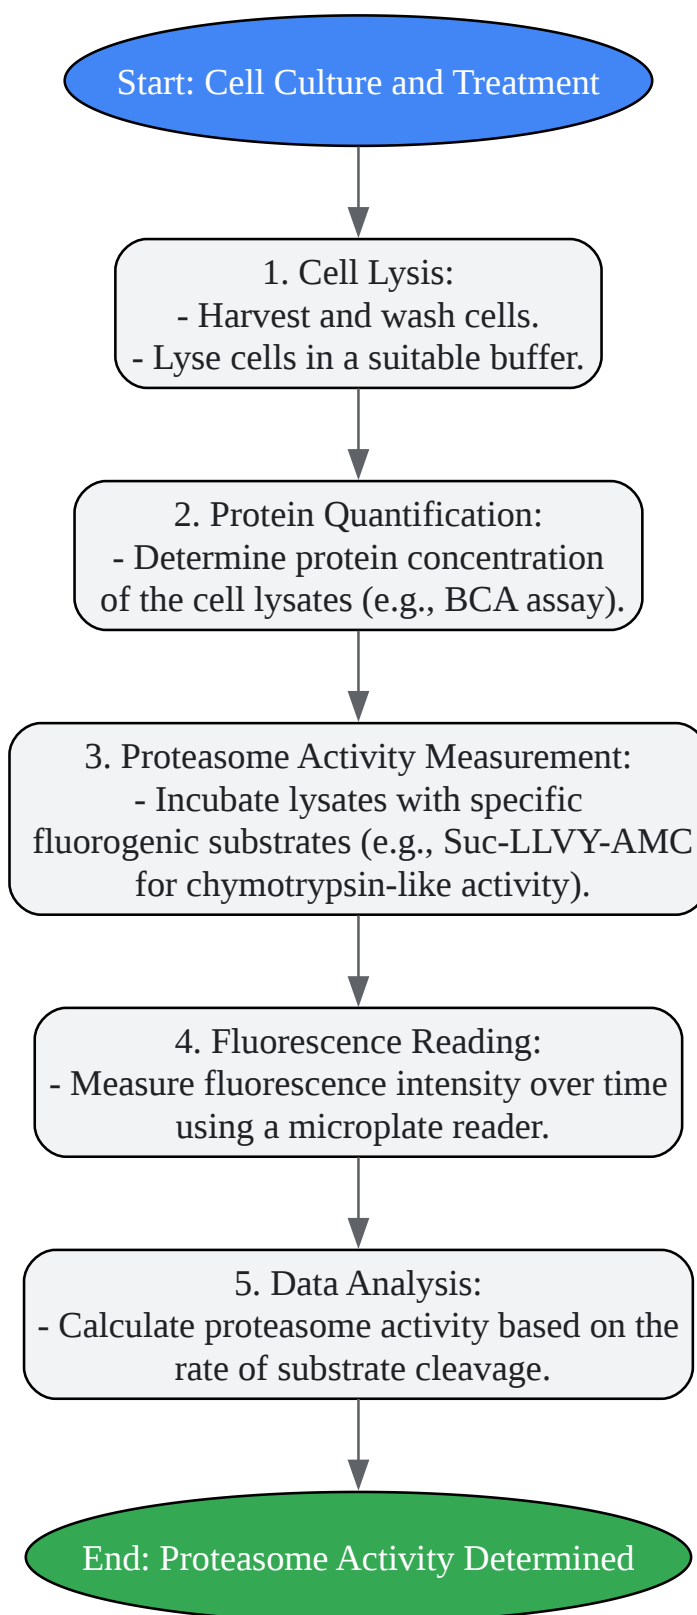 Start: Cell Culture and Treatment
1. Cell Lysis:
- Harvest and wash cells.
- Lyse cells in a suitable buffer.
2. Protein Quantification:
- Determine protein concentration
of the cell lysates (e.g., BCA assay).
3. Proteasome Activity Measurement:
- Incubate lysates with specific
fluorogenic substrates (e.g., Suc-LLVY-AMC
for chymotrypsin-like activity).
4. Fluorescence Reading:
- Measure fluorescence intensity over time
using a microplate reader.
5. Data Analysis:
- Calculate proteasome activity based on the
rate of substrate cleavage.
End: Proteasome Activity Determined